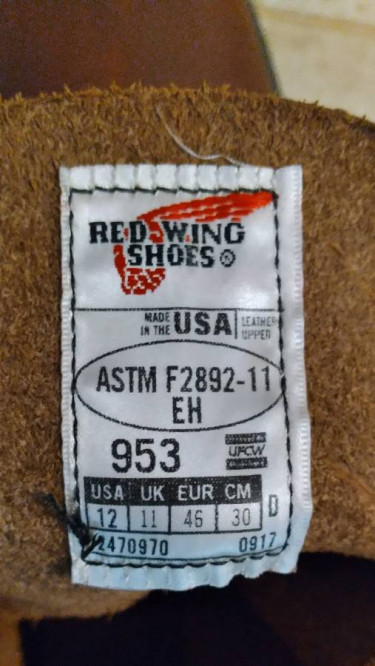 RED WING
SHOES®
MADE IN THE USA LEATHER UPPER
ASTM F2892-11
EH
953 UFCW
USA UK EUR CM
12 11 46 30 D
2470970 0917